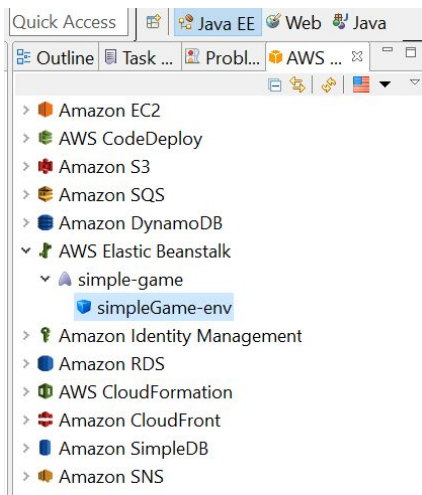 Quick Access Java EE Web Java
Outline Task ... Probl... AWS ...
Amazon EC2
AWS CodeDeploy
Amazon S3
Amazon SQS
Amazon DynamoDB
AWS Elastic Beanstalk
simple-game
simpleGame-env
Amazon Identity Management
Amazon RDS
AWS CloudFormation
Amazon CloudFront
Amazon SimpleDB
Amazon SNS